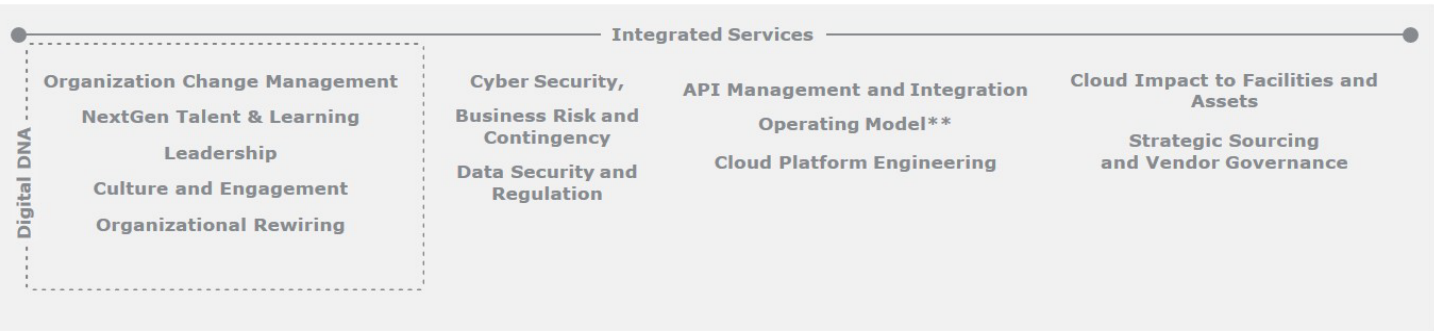 Integrated Services
Digital DNA
Organization Change Management
NextGen Talent & Learning
Leadership
Culture and Engagement
Organizational Rewiring
Cyber Security,
Business Risk and
Contingency
Data Security and
Regulation
API Management and Integration
Operating Model**
Cloud Platform Engineering
Cloud Impact to Facilities and
Assets
Strategic Sourcing
and Vendor Governance